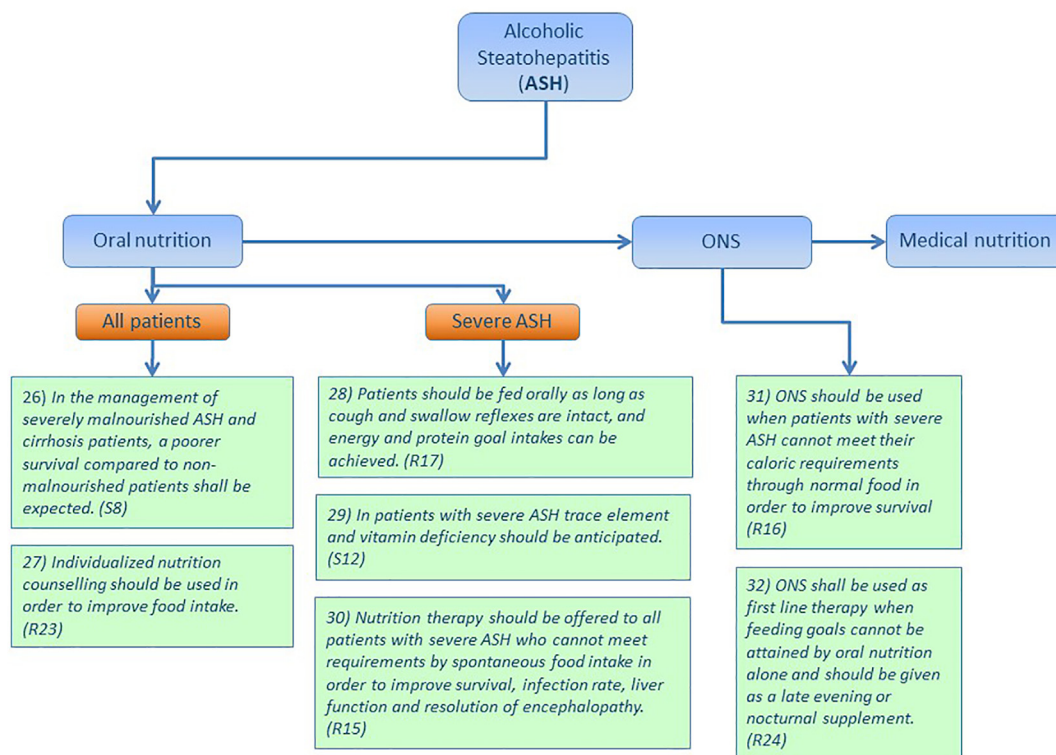 Alcoholic
Steatohepatitis
(ASH)
Oral nutrition
ONS
Medical nutrition
All patients
Severe ASH
26) In the management of
severely malnourished ASH and
cirrhosis patients, a poorer
survival compared to non-
malnourished patients shall be
expected. (S8)
27) Individualized nutrition
counselling should be used in
order to improve food intake.
(R23)
28) Patients should be fed orally as long as
cough and swallow reflexes are intact, and
energy and protein goal intakes can be
achieved. (R17)
29) In patients with severe ASH trace element
and vitamin deficiency should be anticipated.
(S12)
30) Nutrition therapy should be offered to all
patients with severe ASH who cannot meet
requirements by spontaneous food intake in
order to improve survival, infection rate, liver
function and resolution of encephalopathy.
(R15)
31) ONS should be used
when patients with severe
ASH cannot meet their
caloric requirements
through normal food in
order to improve survival
(R16)
32) ONS shall be used as
first line therapy when
feeding goals cannot be
attained by oral nutrition
alone and should be given
as a late evening or
nocturnal supplement.
(R24)